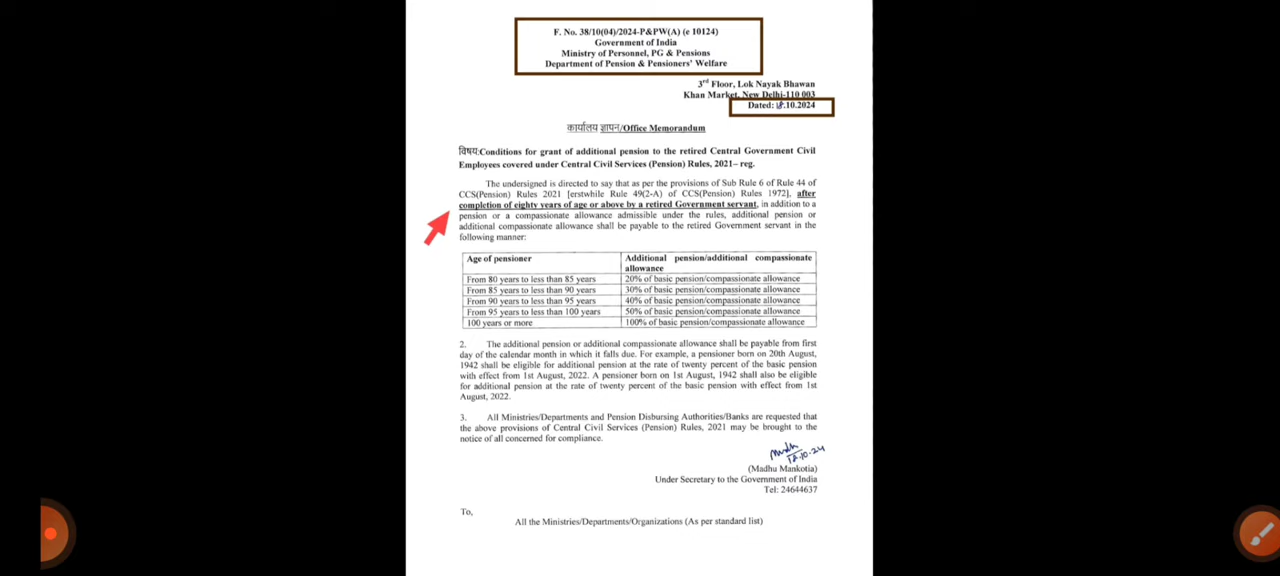 F. No. 38/10(04)/2024-P&PW(A) (e 10124)
Government of India
Ministry of Personnel, PG & Pensions
Department of Pension & Pensioners' Welfare
3rd Floor, Lok Nayak Bhawan
Khan Market, New Delhi-110 003
Dated: 18.10.2024
कार्यालय ज्ञापन/Office Memorandum
विषय:Conditions for grant of additional pension to the retired Central Government Civil
Employees covered under Central Civil Services (Pension) Rules, 2021– reg.
The undersigned is directed to say that as per the provisions of Sub Rule 6 of Rule 44 of
CCS(Pension) Rules 2021 [erstwhile Rule 49(2-A) of CCS(Pension) Rules 1972], after
completion of eighty years of age or above by a retired Government servant, in addition to a
pension or a compassionate allowance admissible under the rules, additional pension or
additional compassionate allowance shall be payable to the retired Government servant in the
following manner:
Age of pensioner Additional pension/additional compassionate
allowance
From 80 years to less than 85 years 20% of basic pension/compassionate allowance
From 85 years to less than 90 years 30% of basic pension/compassionate allowance
From 90 years to less than 95 years 40% of basic pension/compassionate allowance
From 95 years to less than 100 years 50% of basic pension/compassionate allowance
100 years or more 100% of basic pension/compassionate allowance
2. The additional pension or additional compassionate allowance shall be payable from first
day of the calendar month in which it falls due. For example, a pensioner born on 20th August,
1942 shall be eligible for additional pension at the rate of twenty percent of the basic pension
with effect from 1st August, 2022. A pensioner born on 1st August, 1942 shall also be eligible
for additional pension at the rate of twenty percent of the basic pension with effect from 1st
August, 2022.
3. All Ministries/Departments and Pension Disbursing Authorities/Banks are requested that
the above provisions of Central Civil Services (Pension) Rules, 2021 may be brought to the
notice of all concerned for compliance.
18.10.24
(Madhu Mankotia)
Under Secretary to the Government of India
Tel: 24644637
To,
All the Ministries/Departments/Organizations (As per standard list)